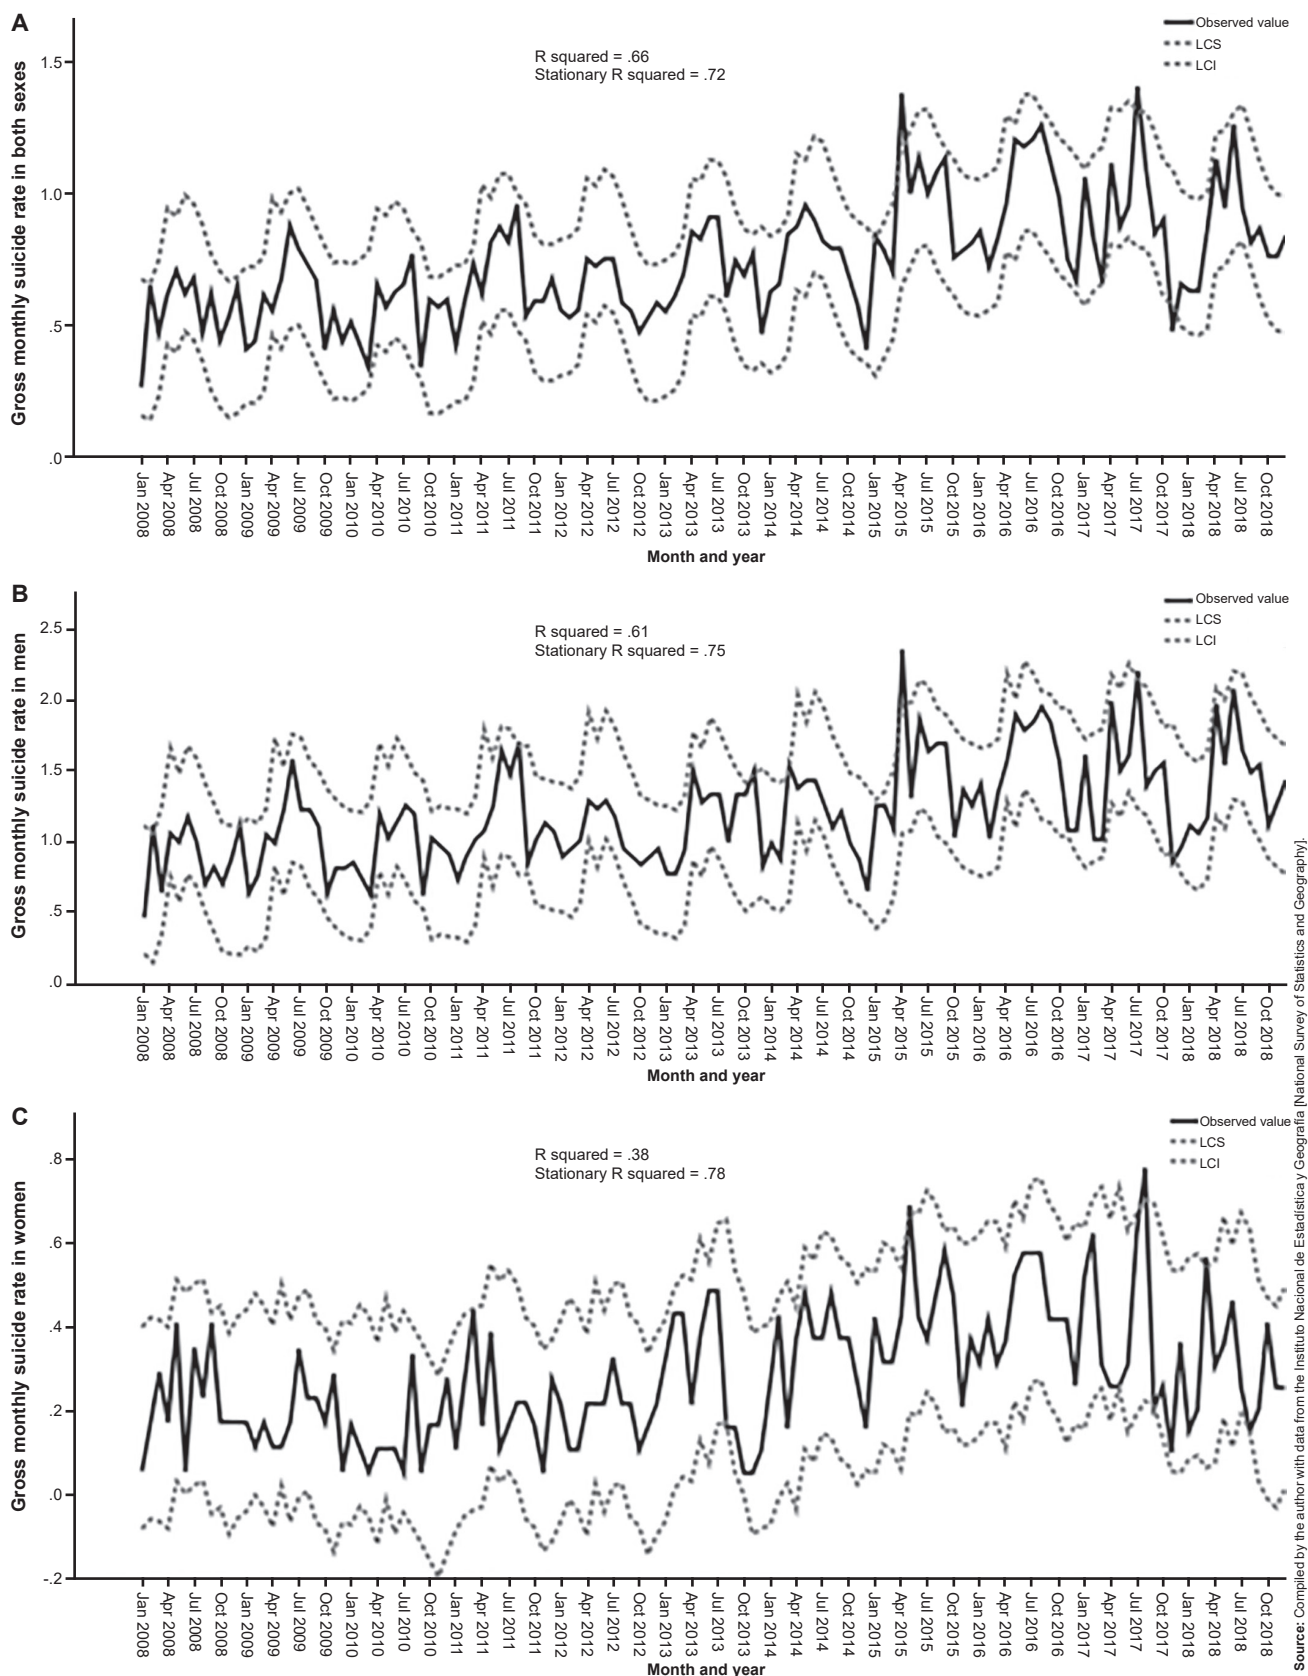 A
Observed value
LCS
LCI
R squared = .66
Stationary R squared = .72
Gross monthly suicide rate in both sexes
1.5
1.0
.5
.0
Jan 2008
Apr 2008
Jul 2008
Oct 2008
Jan 2009
Apr 2009
Jul 2009
Oct 2009
Jan 2010
Apr 2010
Jul 2010
Oct 2010
Jan 2011
Apr 2011
Jul 2011
Oct 2011
Jan 2012
Apr 2012
Jul 2012
Oct 2012
Jan 2013
Apr 2013
Jul 2013
Oct 2013
Jan 2014
Apr 2014
Jul 2014
Oct 2014
Jan 2015
Apr 2015
Jul 2015
Oct 2015
Jan 2016
Apr 2016
Jul 2016
Oct 2016
Jan 2017
Apr 2017
Jul 2017
Oct 2017
Jan 2018
Apr 2018
Jul 2018
Oct 2018
Month and year
B
Observed value
LCS
LCI
R squared = .61
Stationary R squared = .75
Gross monthly suicide rate in men
2.5
2.0
1.5
1.0
.5
.0
Jan 2008
Apr 2008
Jul 2008
Oct 2008
Jan 2009
Apr 2009
Jul 2009
Oct 2009
Jan 2010
Apr 2010
Jul 2010
Oct 2010
Jan 2011
Apr 2011
Jul 2011
Oct 2011
Jan 2012
Apr 2012
Jul 2012
Oct 2012
Jan 2013
Apr 2013
Jul 2013
Oct 2013
Jan 2014
Apr 2014
Jul 2014
Oct 2014
Jan 2015
Apr 2015
Jul 2015
Oct 2015
Jan 2016
Apr 2016
Jul 2016
Oct 2016
Jan 2017
Apr 2017
Jul 2017
Oct 2017
Jan 2018
Apr 2018
Jul 2018
Oct 2018
Month and year
C
Observed value
LCS
LCI
R squared = .38
Stationary R squared = .78
Gross monthly suicide rate in women
.8
.6
.4
.2
.0
-.2
Jan 2008
Apr 2008
Jul 2008
Oct 2008
Jan 2009
Apr 2009
Jul 2009
Oct 2009
Jan 2010
Apr 2010
Jul 2010
Oct 2010
Jan 2011
Apr 2011
Jul 2011
Oct 2011
Jan 2012
Apr 2012
Jul 2012
Oct 2012
Jan 2013
Apr 2013
Jul 2013
Oct 2013
Jan 2014
Apr 2014
Jul 2014
Oct 2014
Jan 2015
Apr 2015
Jul 2015
Oct 2015
Jan 2016
Apr 2016
Jul 2016
Oct 2016
Jan 2017
Apr 2017
Jul 2017
Oct 2017
Jan 2018
Apr 2018
Jul 2018
Oct 2018
Month and year
Source: Compiled by the author with data from the Instituto Nacional de Estadística y Geografía [National Survey of Statistics and Geography].